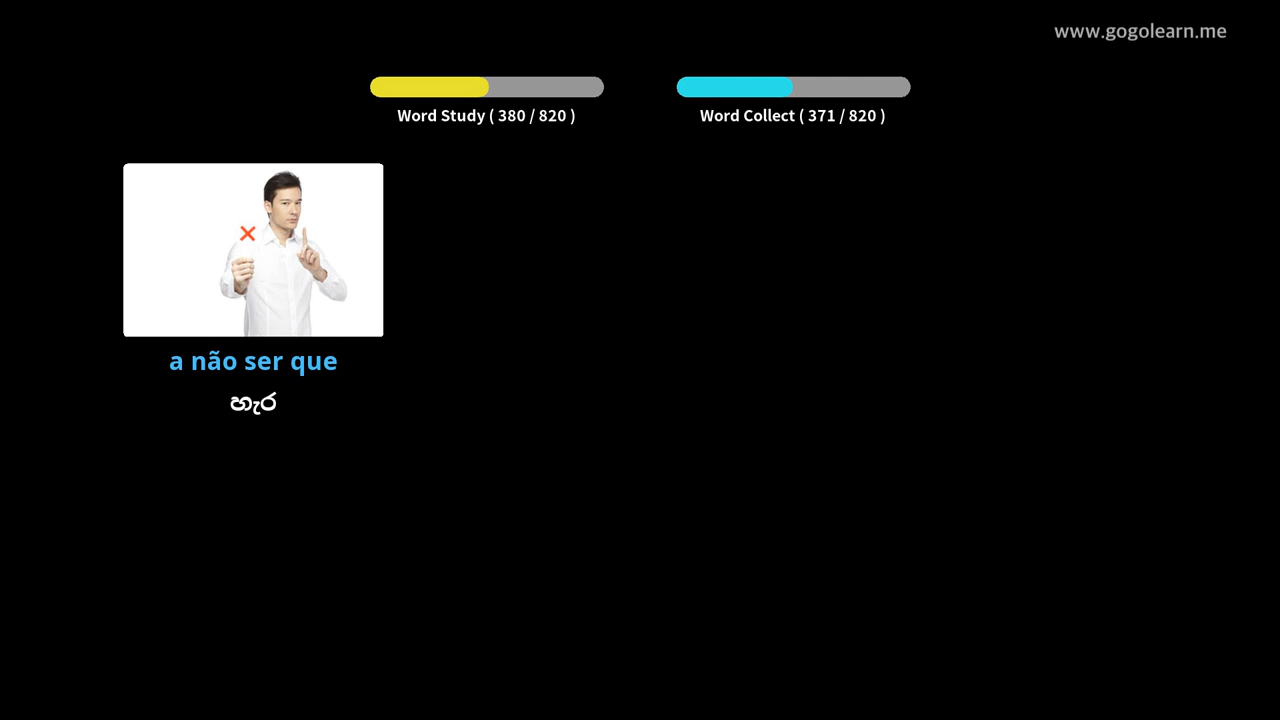 www.gogolearn.me
Word Study ( 380 / 820 )
Word Collect ( 371 / 820 )
a não ser que
හැර